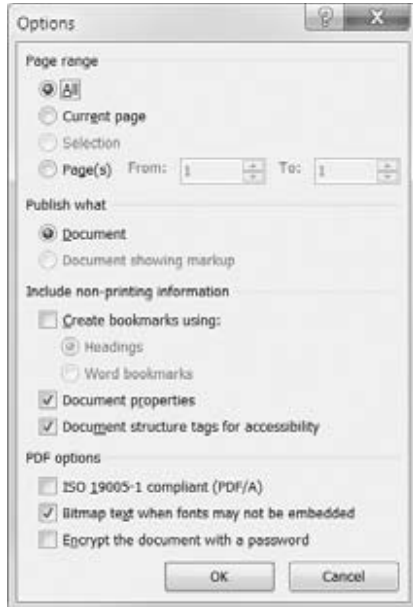 Options
Page range
All
Current page
Selection
Page(s) From: 1 To: 1
Publish what
Document
Document showing markup
Include non-printing information
Create bookmarks using:
Headings
Word bookmarks
Document properties
Document structure tags for accessibility
PDF options
ISO 19005-1 compliant (PDF/A)
Bitmap text when fonts may not be embedded
Encrypt the document with a password
OK Cancel